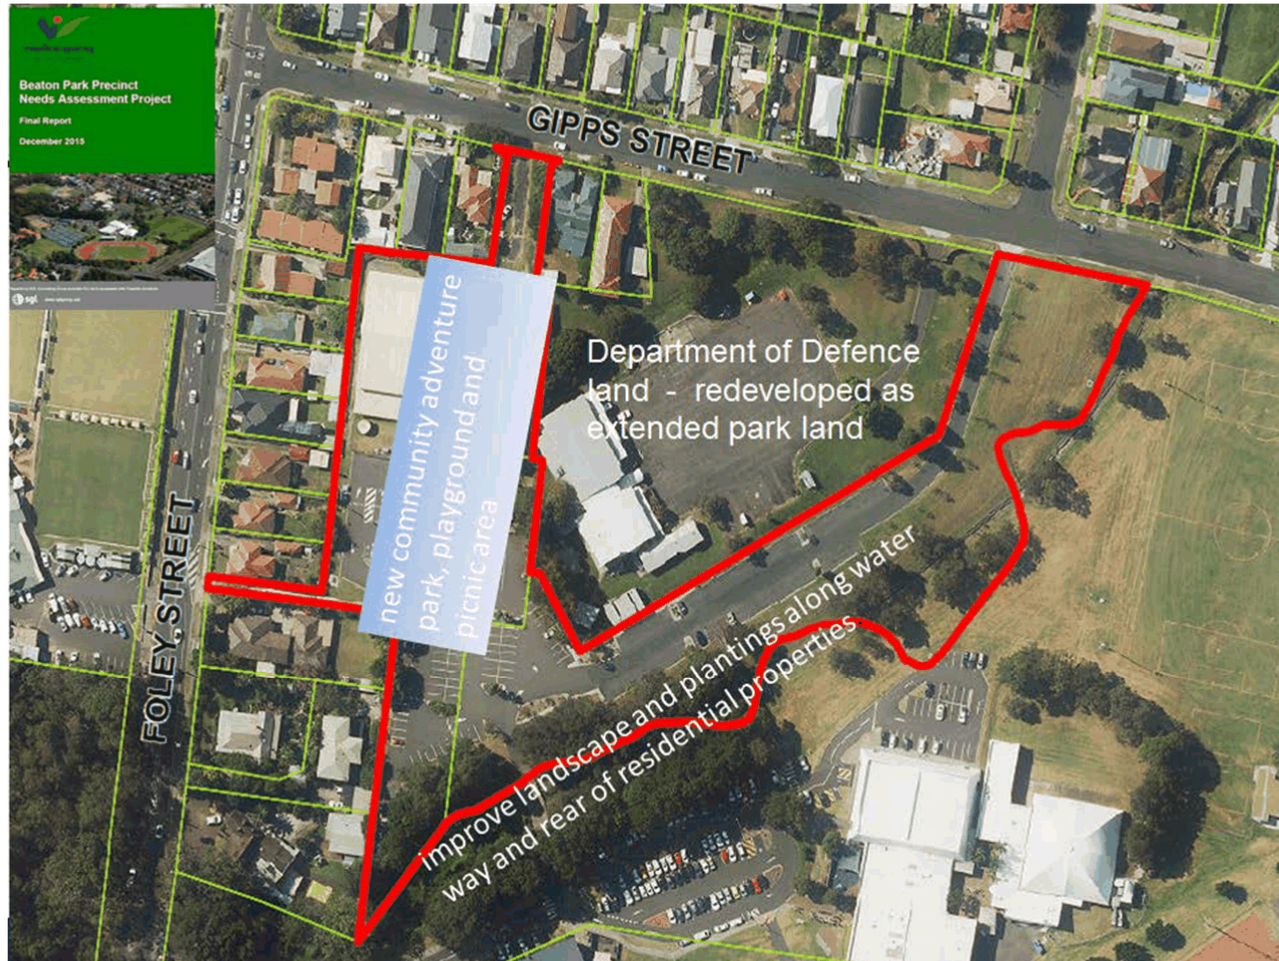 Beaton Park Precinct
Needs Assessment Project
Final Report
December 2015
GIPPS STREET
FOLEY STREET
new community adventure
park, playground and
picnic area
Department of Defence
land - redeveloped as
extended park land
improve landscape and plantings along water
way and rear of residential properties.
sgl